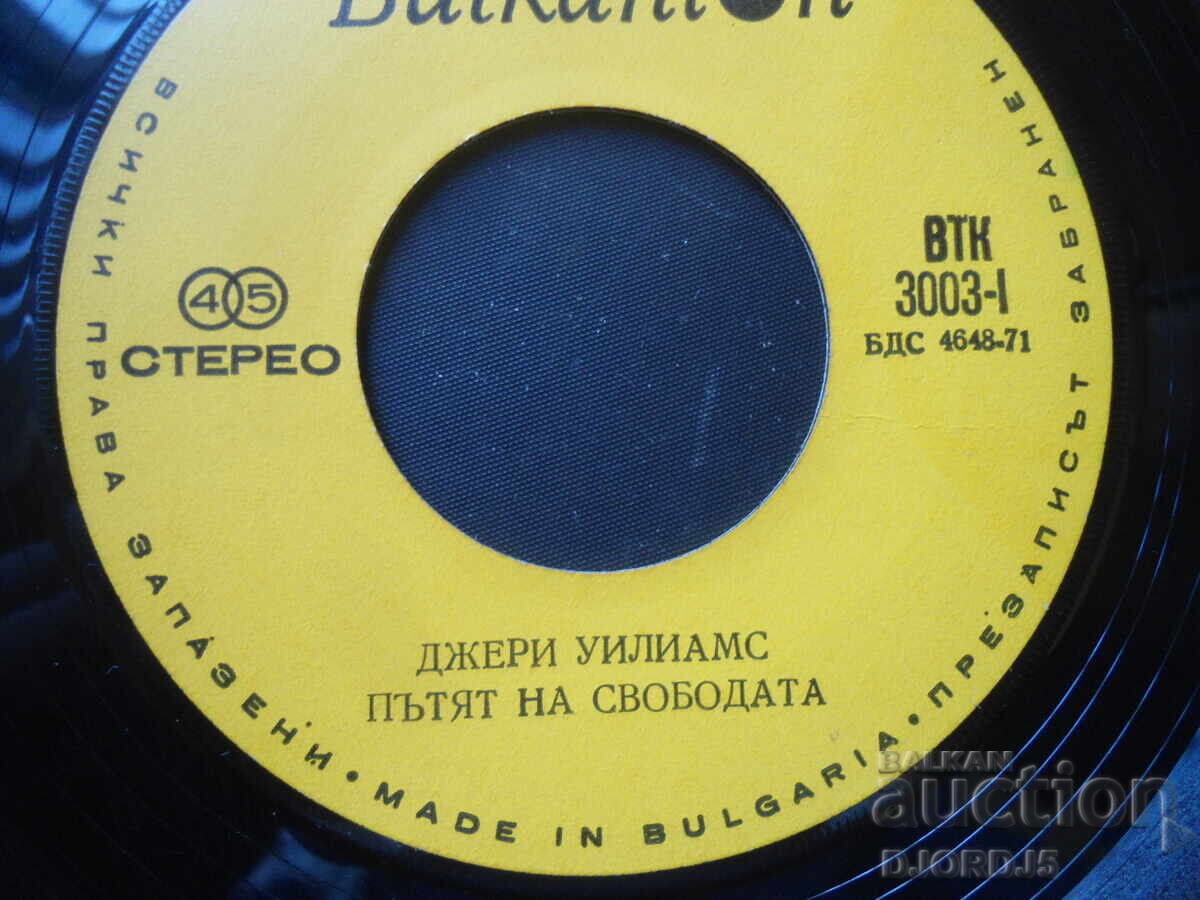 Balkanton
ВСИЧКИ ПРАВА ЗАПАЗЕНИ • MADE IN BULGARIA • ПРЕЗАПИСЪТ ЗАБРАНЕН
45
СТЕРЕО
ВТК
3003-I
БДС 4648-71
ДЖЕРИ УИЛИАМС
ПЪТЯТ НА СВОБОДАТА
BALKAN
auction
DJORDJ5